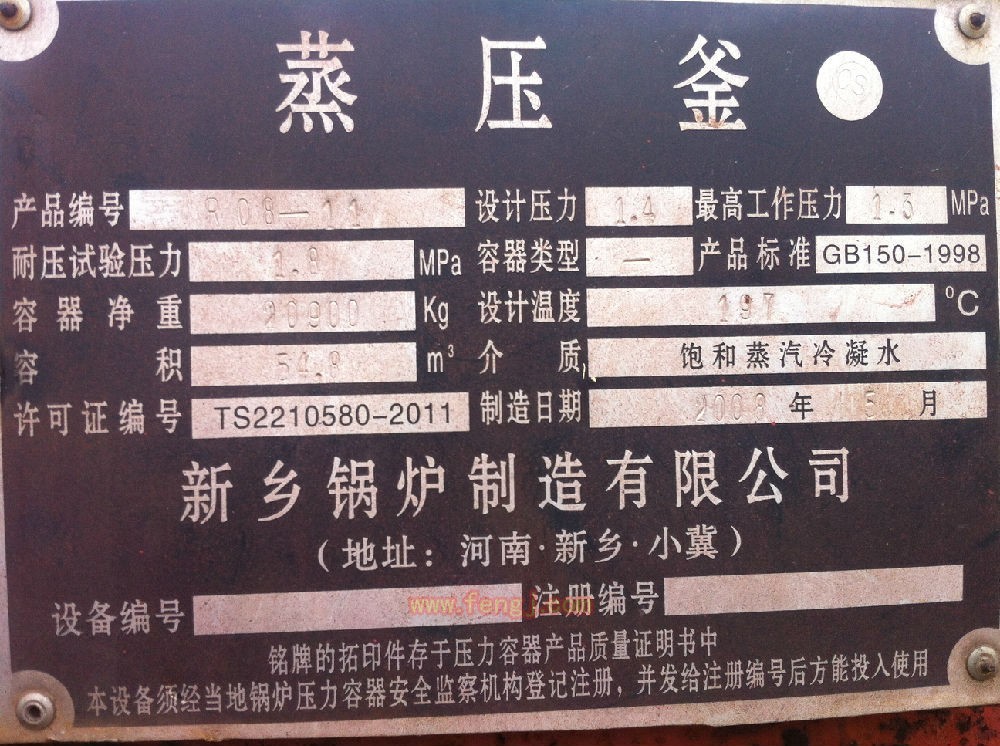 蒸压釜 CS
产品编号 R08—11 设计压力 1.4 最高工作压力 1.3 MPa
耐压试验压力 1.8 MPa 容器类型 一 产品标准 GB150-1998
容器净重 20900 Kg 设计温度 197 ℃
容积 54.8 m³ 介质 饱和蒸汽冷凝水
许可证编号 TS2210580-2011 制造日期 2008 年 5 月
新乡锅炉制造有限公司
(地址: 河南·新乡·小冀)
设备编号 注册编号
www.fengj.com
铭牌的拓印件存于压力容器产品质量证明书中
本设备须经当地锅炉压力容器安全监察机构登记注册，并发给注册编号后方能投入使用